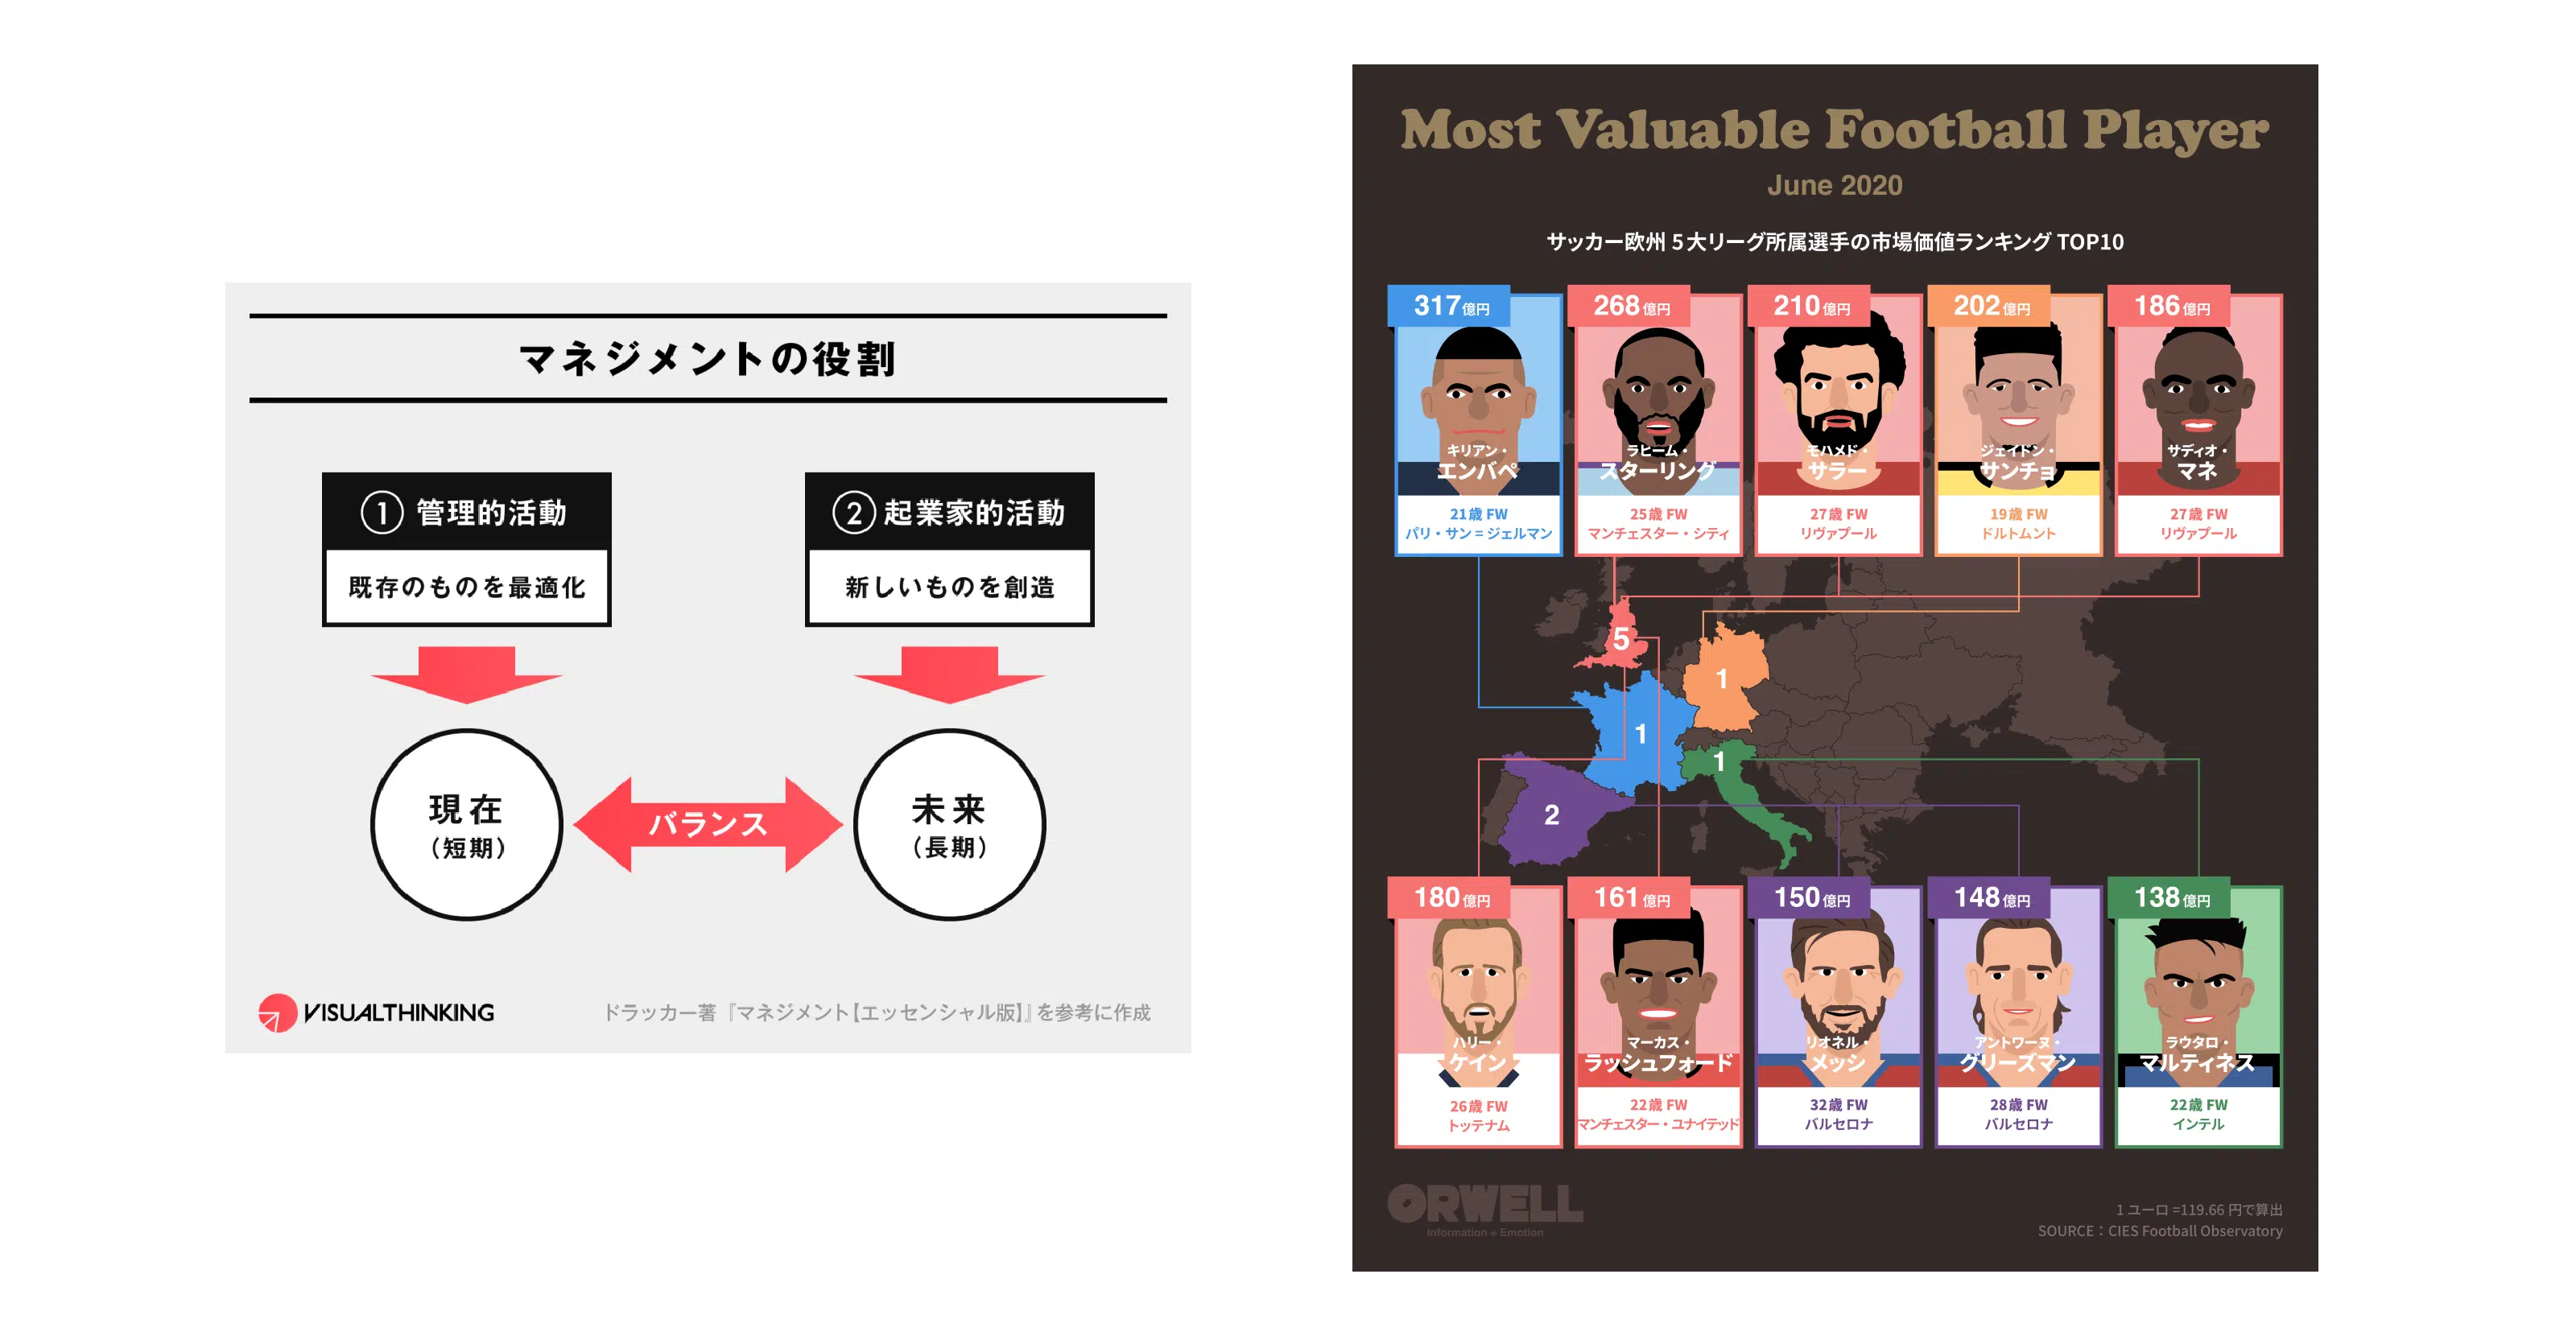 マネジメントの役割
① 管理的活動
既存のものを最適化
② 起業家的活動
新しいものを創造
現在
（短期）
バランス
未来
（長期）
VISUALTHINKING
ドラッカー著『マネジメント【エッセンシャル版】』を参考に作成
Most Valuable Football Player
June 2020
サッカー欧州5大リーグ所属選手の市場価値ランキング TOP10
317億円
キリアン・
エンバペ
21歳 FW
パリ・サン=ジェルマン
268億円
ラヒーム・
スターリング
25歳 FW
マンチェスター・シティ
210億円
モハメド・
サラー
27歳 FW
リヴァプール
202億円
ジェイドン・
サンチョ
19歳 FW
ドルトムント
186億円
サディオ・
マネ
27歳 FW
リヴァプール
5
1
1
1
2
180億円
ハリー・
ケイン
26歳 FW
トッテナム
161億円
マーカス・
ラッシュフォード
22歳 FW
マンチェスター・ユナイテッド
150億円
リオネル・
メッシ
32歳 FW
バルセロナ
148億円
アントワーヌ・
グリーズマン
28歳 FW
バルセロナ
138億円
ラウタロ・
マルティネス
22歳 FW
インテル
ORWELL
Information + Emotion
1ユーロ=119.66円で算出
SOURCE：CIES Football Observatory